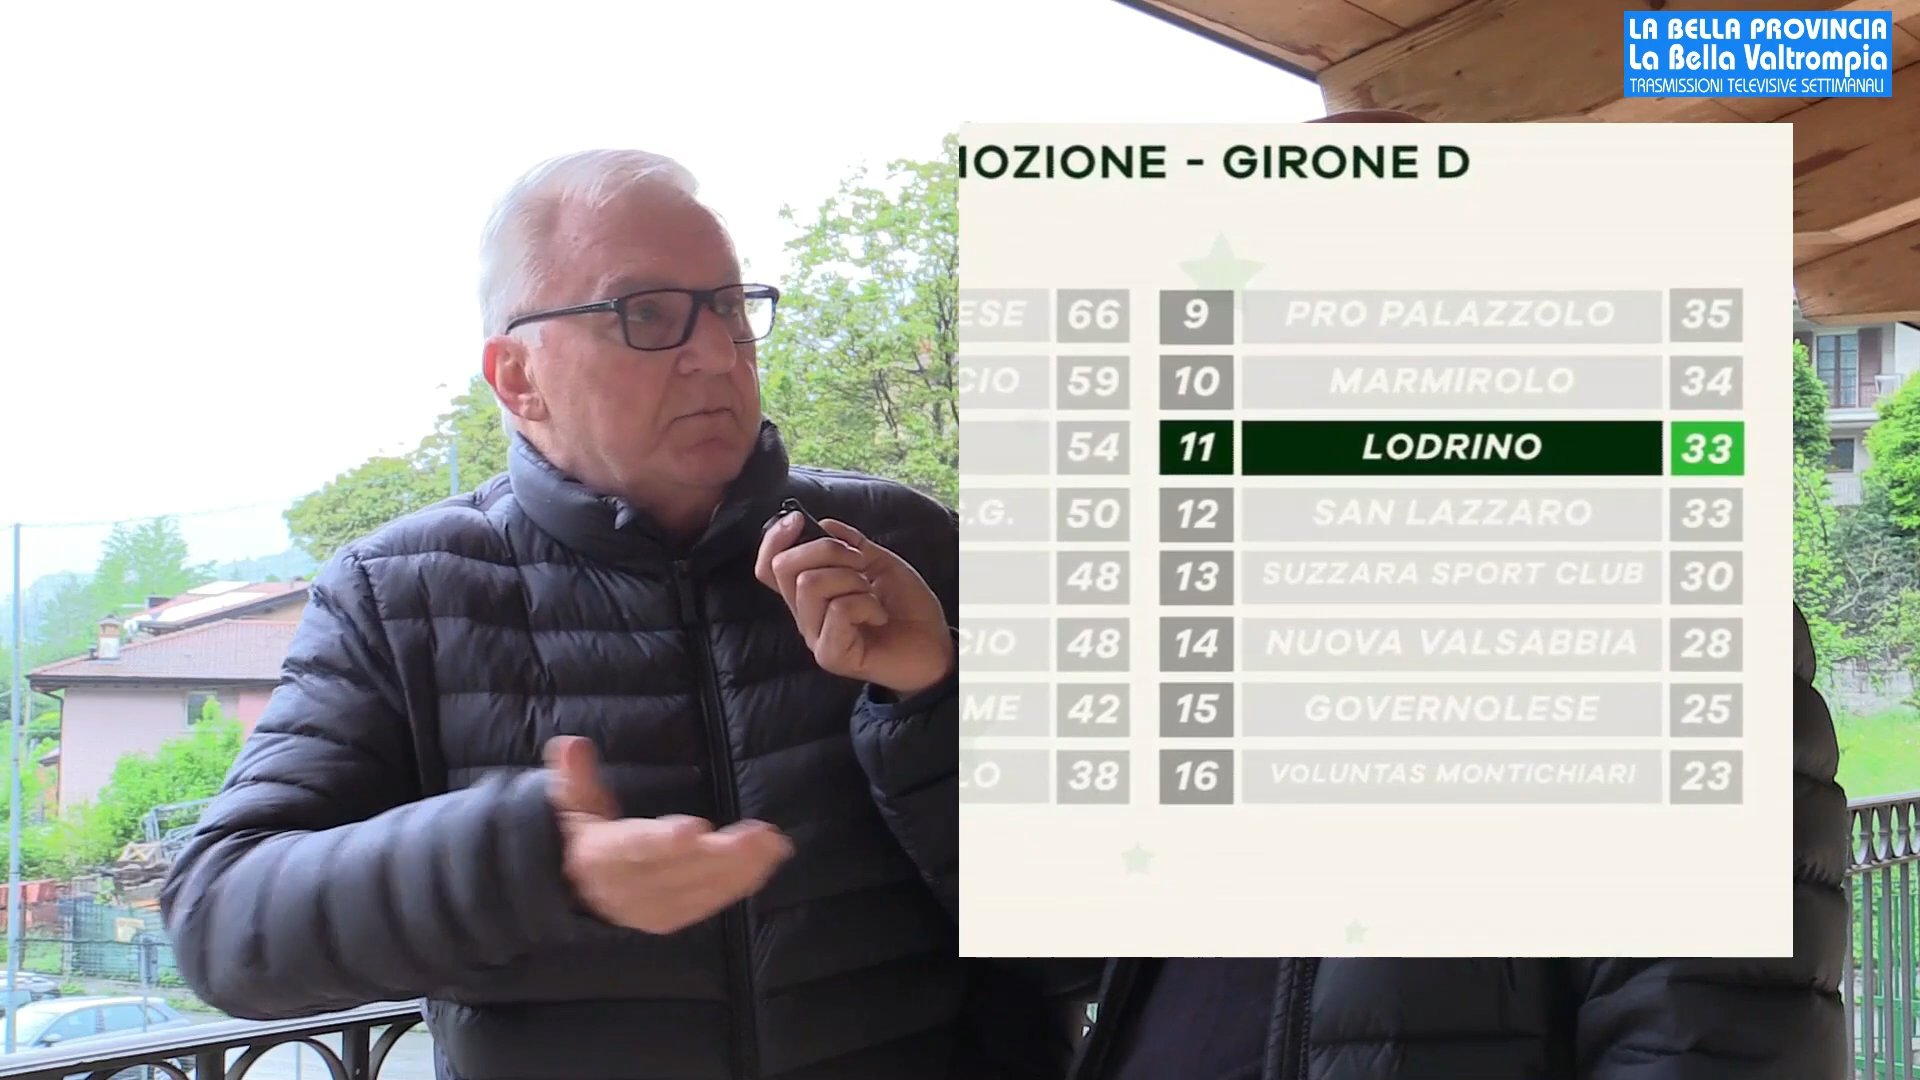 LA BELLA PROVINCIA
La Bella Valtrompia
TRASMISSIONI TELEVISIVE SETTIMANALI
MOZIONE - GIRONE D
ESE 66
CIO 59
54
.G. 50
48
CIO 48
ME 42
LO 38
9 PRO PALAZZOLO 35
10 MARMIROLO 34
11 LODRINO 33
12 SAN LAZZARO 33
13 SUZZARA SPORT CLUB 30
14 NUOVA VALSABBIA 28
15 GOVERNOLESE 25
16 VOLUNTAS MONTICHIARI 23